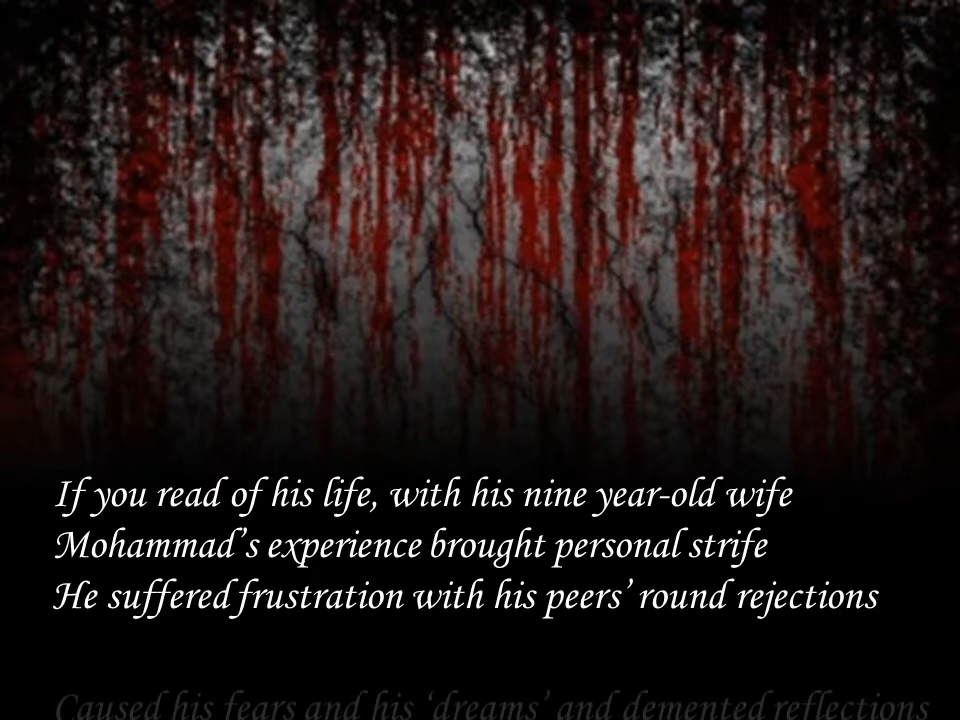 If you read of his life, with his nine year-old wife
Mohammad’s experience brought personal strife
He suffered frustration with his peers’ round rejections
Caused his fears and his ‘dreams’ and demented reflections